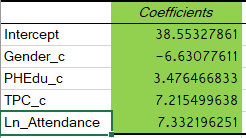 Coefficients
Intercept 38.55327861
Gender_c -6.63077611
PHEdu_c 3.476466833
TPC_c 7.215499638
Ln_Attendance 7.332196251